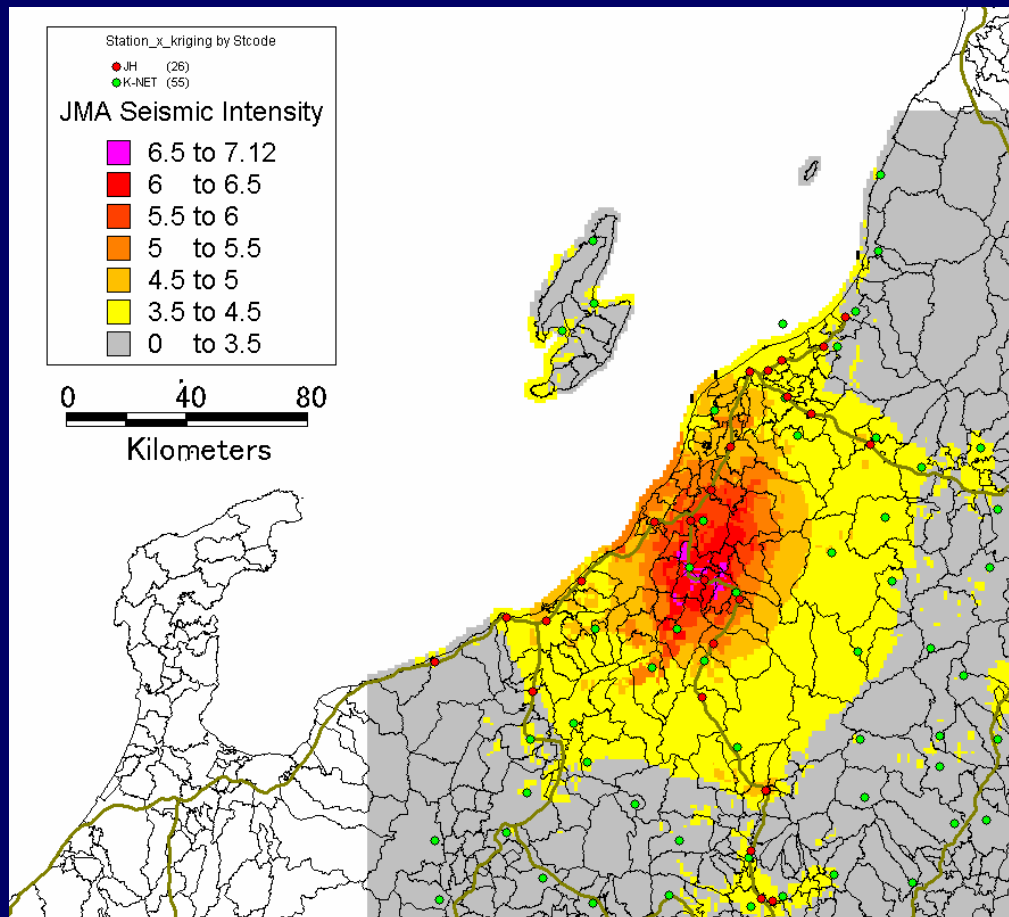 Station_x_kriging by Stcode
JH (26)
K-NET (55)
JMA Seismic Intensity
6.5 to 7.12
6 to 6.5
5.5 to 6
5 to 5.5
4.5 to 5
3.5 to 4.5
0 to 3.5
0 40 80
Kilometers